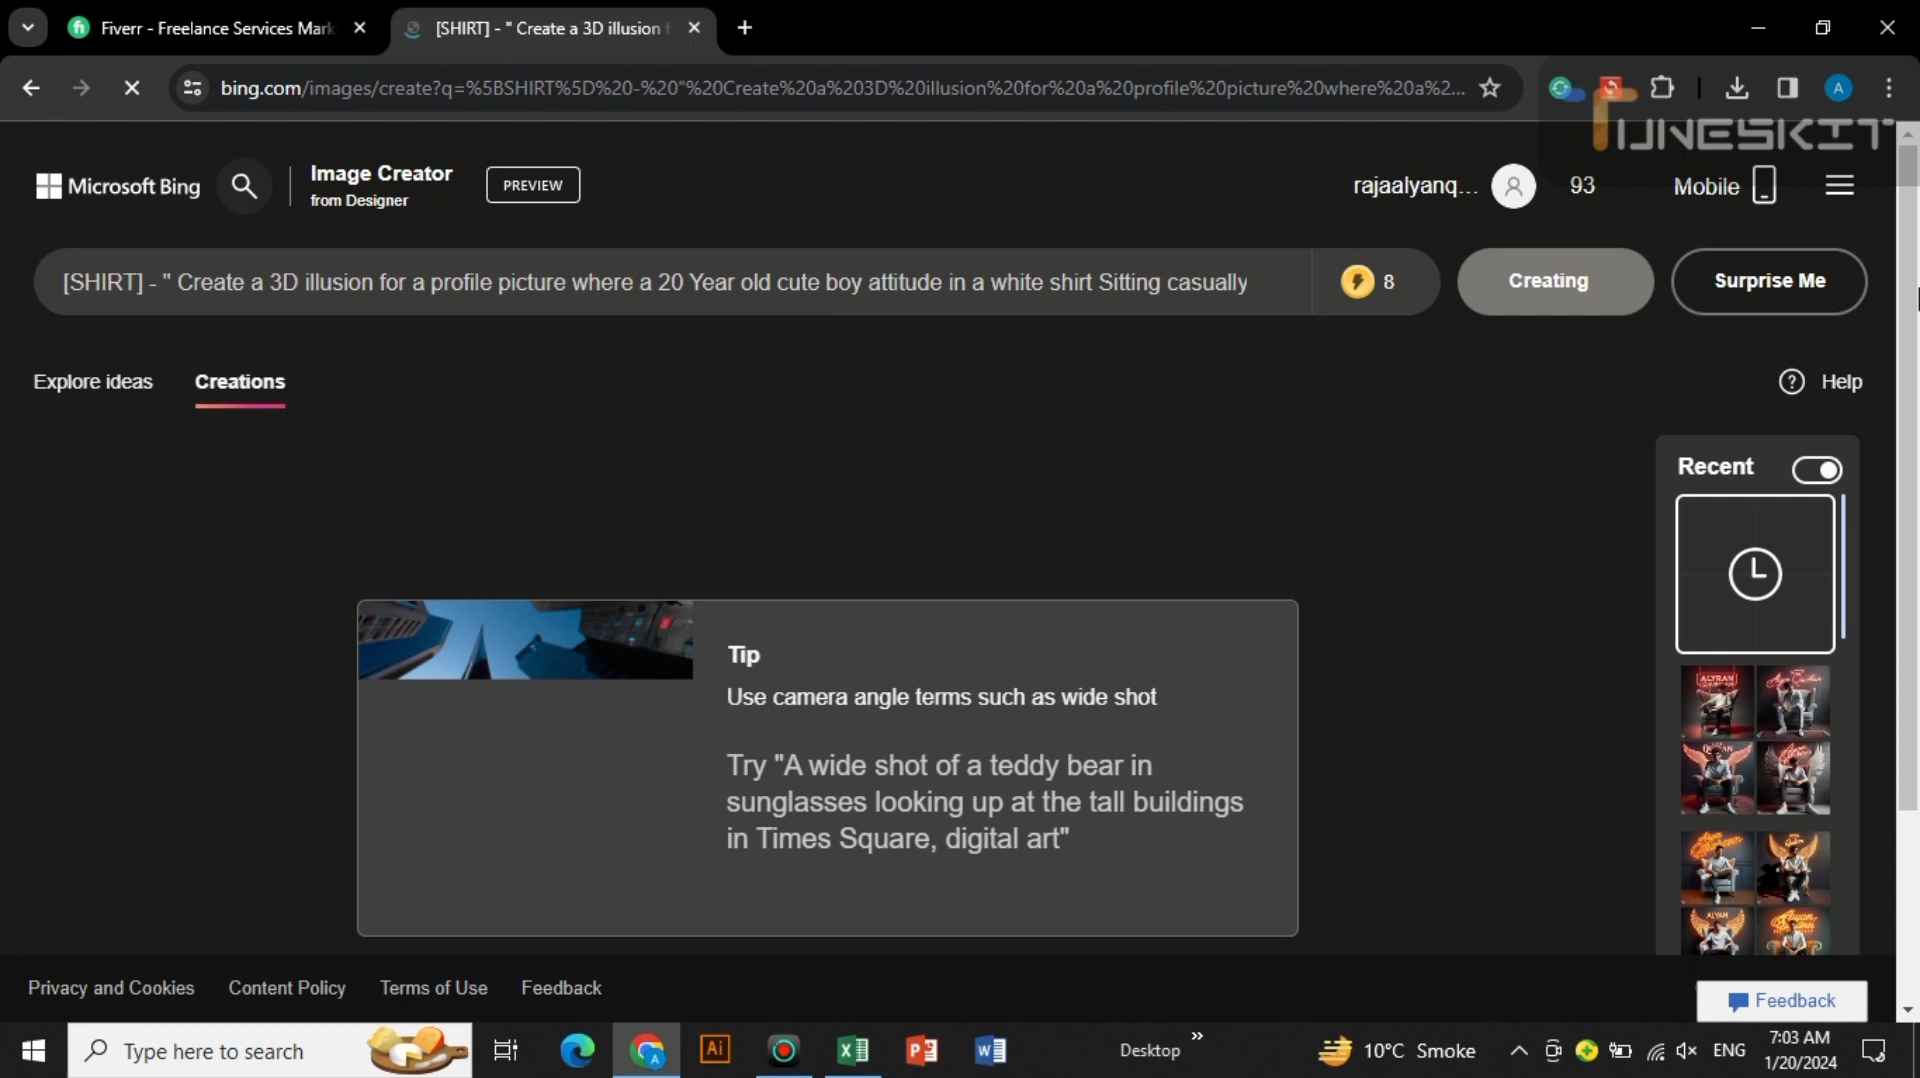 Fiverr - Freelance Services Mark
[SHIRT] - " Create a 3D illusion f
bing.com/images/create?q=%5BSHIRT%5D%20-%20"%20Create%20a%203D%20illusion%20for%20a%20profile%20picture%20where%20a%2...
A
TUNESKIT
Microsoft Bing
Image Creator
from Designer
PREVIEW
rajaalyanq...
93
Mobile
[SHIRT] - " Create a 3D illusion for a profile picture where a 20 Year old cute boy attitude in a white shirt Sitting casually
8
Creating
Surprise Me
Explore ideas
Creations
Help
Recent
Tip
Use camera angle terms such as wide shot
Try "A wide shot of a teddy bear in
sunglasses looking up at the tall buildings
in Times Square, digital art"
Privacy and Cookies
Content Policy
Terms of Use
Feedback
Feedback
Type here to search
Desktop
10°C Smoke
ENG
7:03 AM
1/20/2024